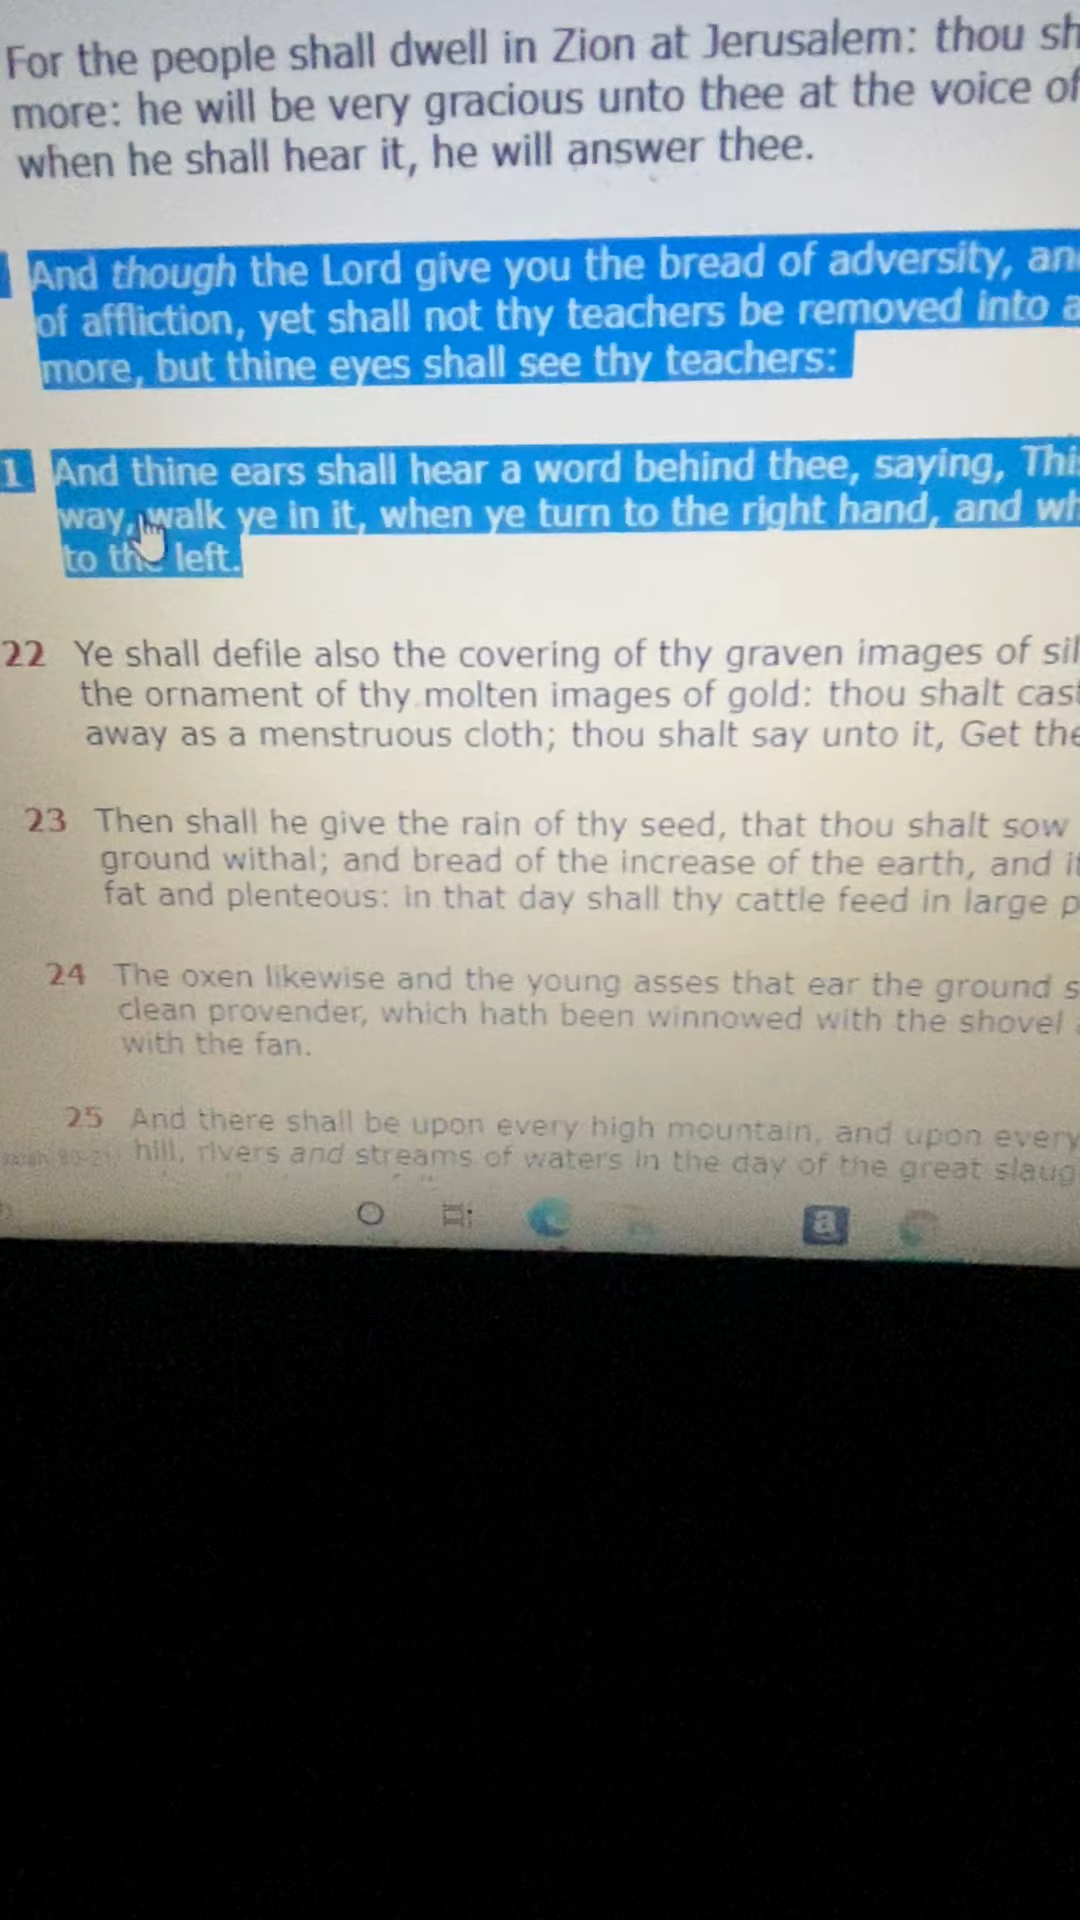 For the people shall dwell in Zion at Jerusalem: thou sh
more: he will be very gracious unto thee at the voice of
when he shall hear it, he will answer thee.
And though the Lord give you the bread of adversity, an
of affliction, yet shall not thy teachers be removed into a
more, but thine eyes shall see thy teachers:
1 And thine ears shall hear a word behind thee, saying, This
way, walk ye in it, when ye turn to the right hand, and wh
to the left.
22 Ye shall defile also the covering of thy graven images of sil
the ornament of thy molten images of gold: thou shalt cast
away as a menstruous cloth; thou shalt say unto it, Get the
23 Then shall he give the rain of thy seed, that thou shalt sow
ground withal; and bread of the increase of the earth, and it
fat and plenteous: in that day shall thy cattle feed in large p
24 The oxen likewise and the young asses that ear the ground s
clean provender, which hath been winnowed with the shovel
with the fan.
25 And there shall be upon every high mountain, and upon every
hill, rivers and streams of waters in the day of the great slaug
a